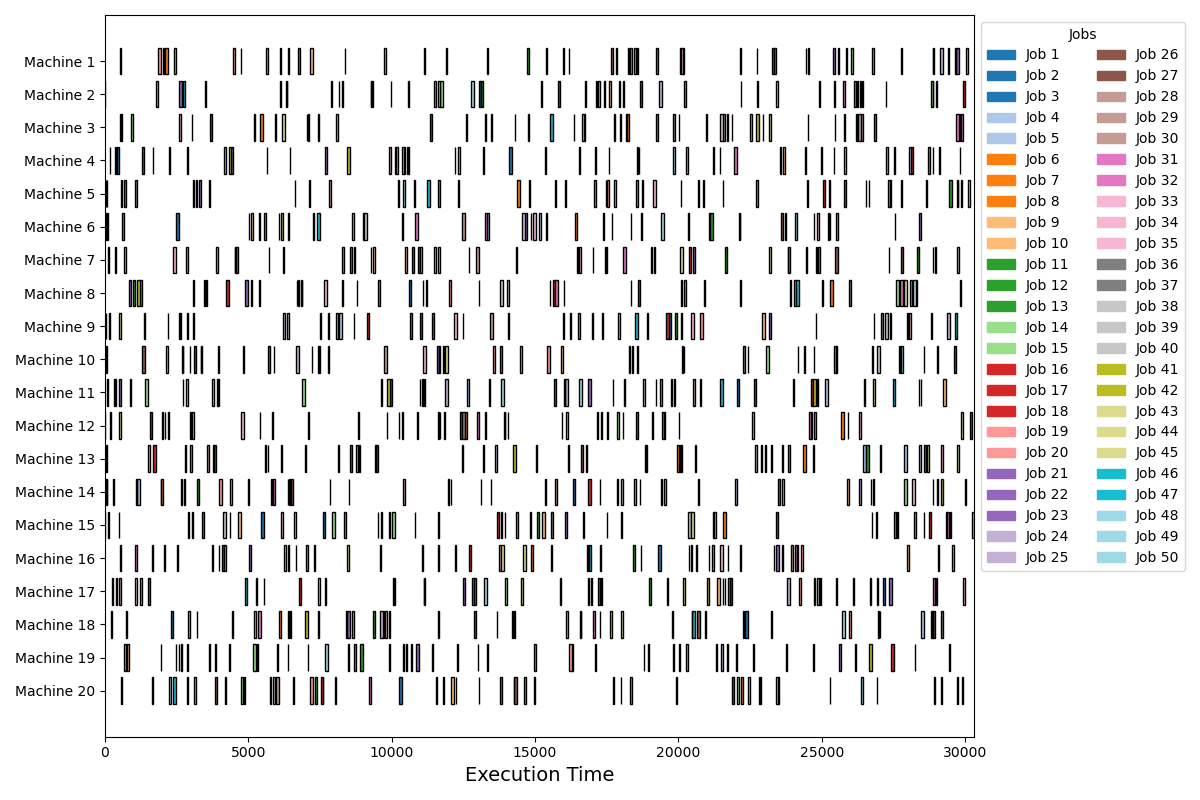 Machine 1
Machine 2
Machine 3
Machine 4
Machine 5
Machine 6
Machine 7
Machine 8
Machine 9
Machine 10
Machine 11
Machine 12
Machine 13
Machine 14
Machine 15
Machine 16
Machine 17
Machine 18
Machine 19
Machine 20
0 5000 10000 15000 20000 25000 30000
Execution Time
Jobs
Job 1 Job 26
Job 2 Job 27
Job 3 Job 28
Job 4 Job 29
Job 5 Job 30
Job 6 Job 31
Job 7 Job 32
Job 8 Job 33
Job 9 Job 34
Job 10 Job 35
Job 11 Job 36
Job 12 Job 37
Job 13 Job 38
Job 14 Job 39
Job 15 Job 40
Job 16 Job 41
Job 17 Job 42
Job 18 Job 43
Job 19 Job 44
Job 20 Job 45
Job 21 Job 46
Job 22 Job 47
Job 23 Job 48
Job 24 Job 49
Job 25 Job 50